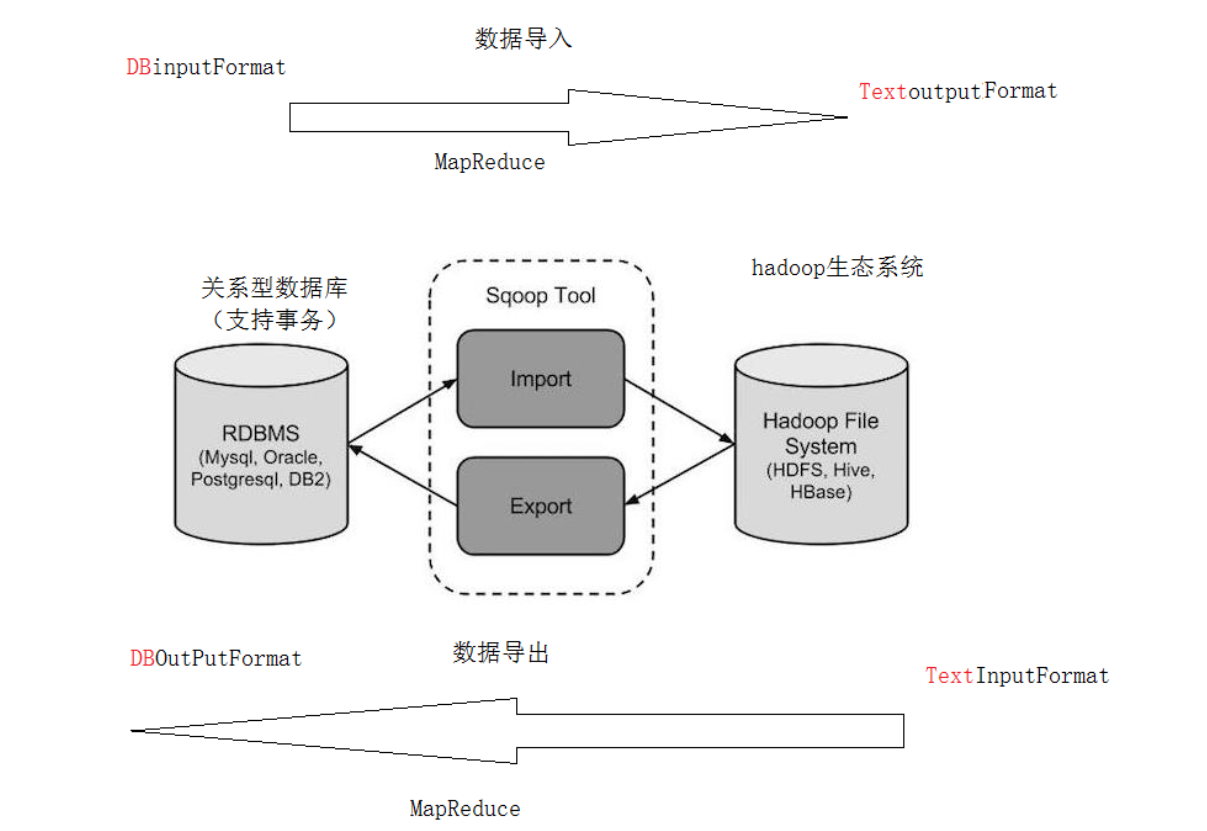 数据导入
DBinputFormat
TextoutputFormat
MapReduce
hadoop生态系统
关系型数据库
（支持事务）
Sqoop Tool
Import
RDBMS
(Mysql, Oracle,
Postgresql, DB2)
Hadoop File
System
(HDFS, Hive,
HBase)
Export
数据导出
DBOutPutFormat
TextInputFormat
MapReduce